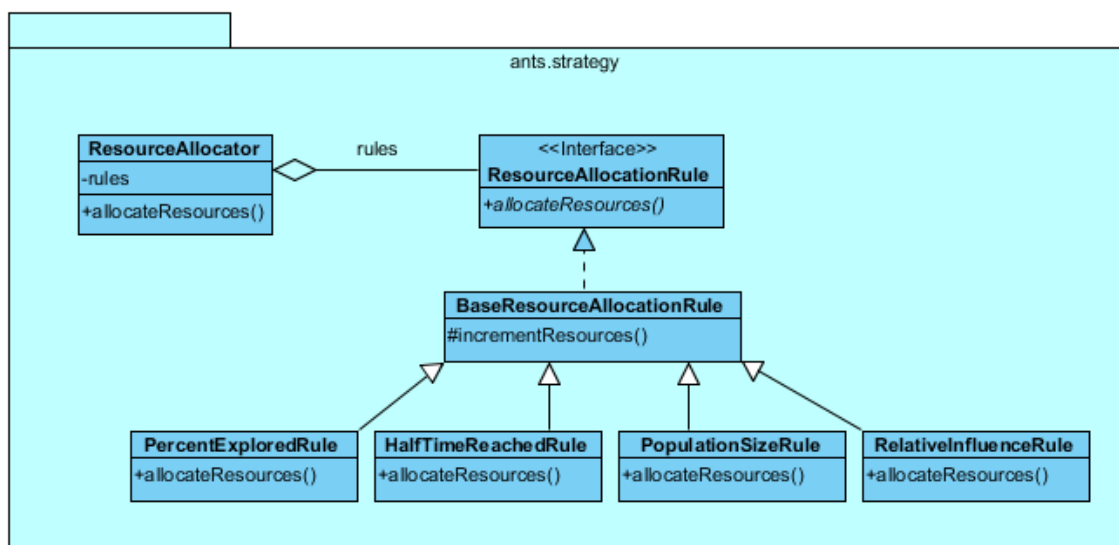 ants.strategy
ResourceAllocator
-rules
+allocateResources()
rules
<<Interface>>
ResourceAllocationRule
+allocateResources()
BaseResourceAllocationRule
#incrementResources()
PercentExploredRule
+allocateResources()
HalfTimeReachedRule
+allocateResources()
PopulationSizeRule
+allocateResources()
RelativeInfluenceRule
+allocateResources()